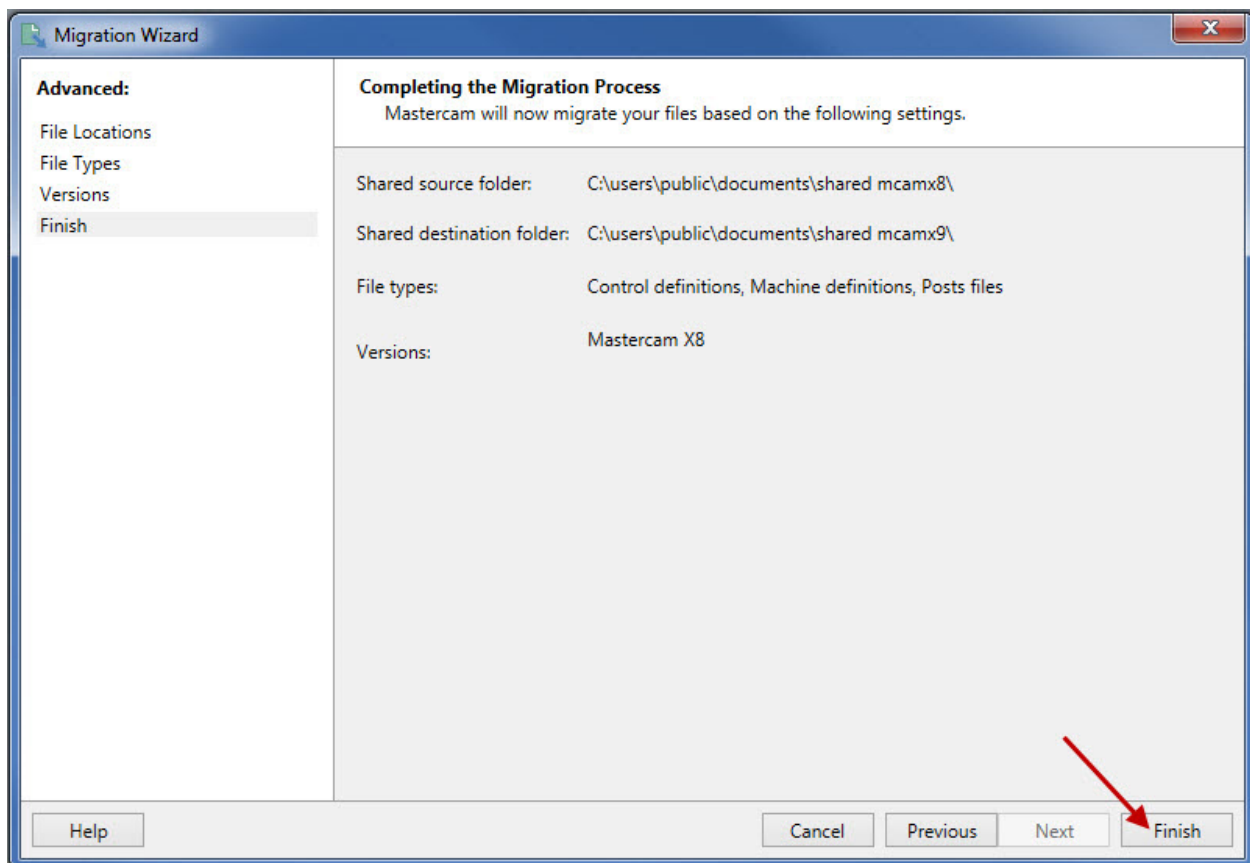 Migration Wizard
Advanced:
File Locations
File Types
Versions
Finish
Completing the Migration Process
Mastercam will now migrate your files based on the following settings.
Shared source folder: C:\users\public\documents\shared mcamx8\
Shared destination folder: C:\users\public\documents\shared mcamx9\
File types: Control definitions, Machine definitions, Posts files
Versions: Mastercam X8
Help Cancel Previous Next Finish